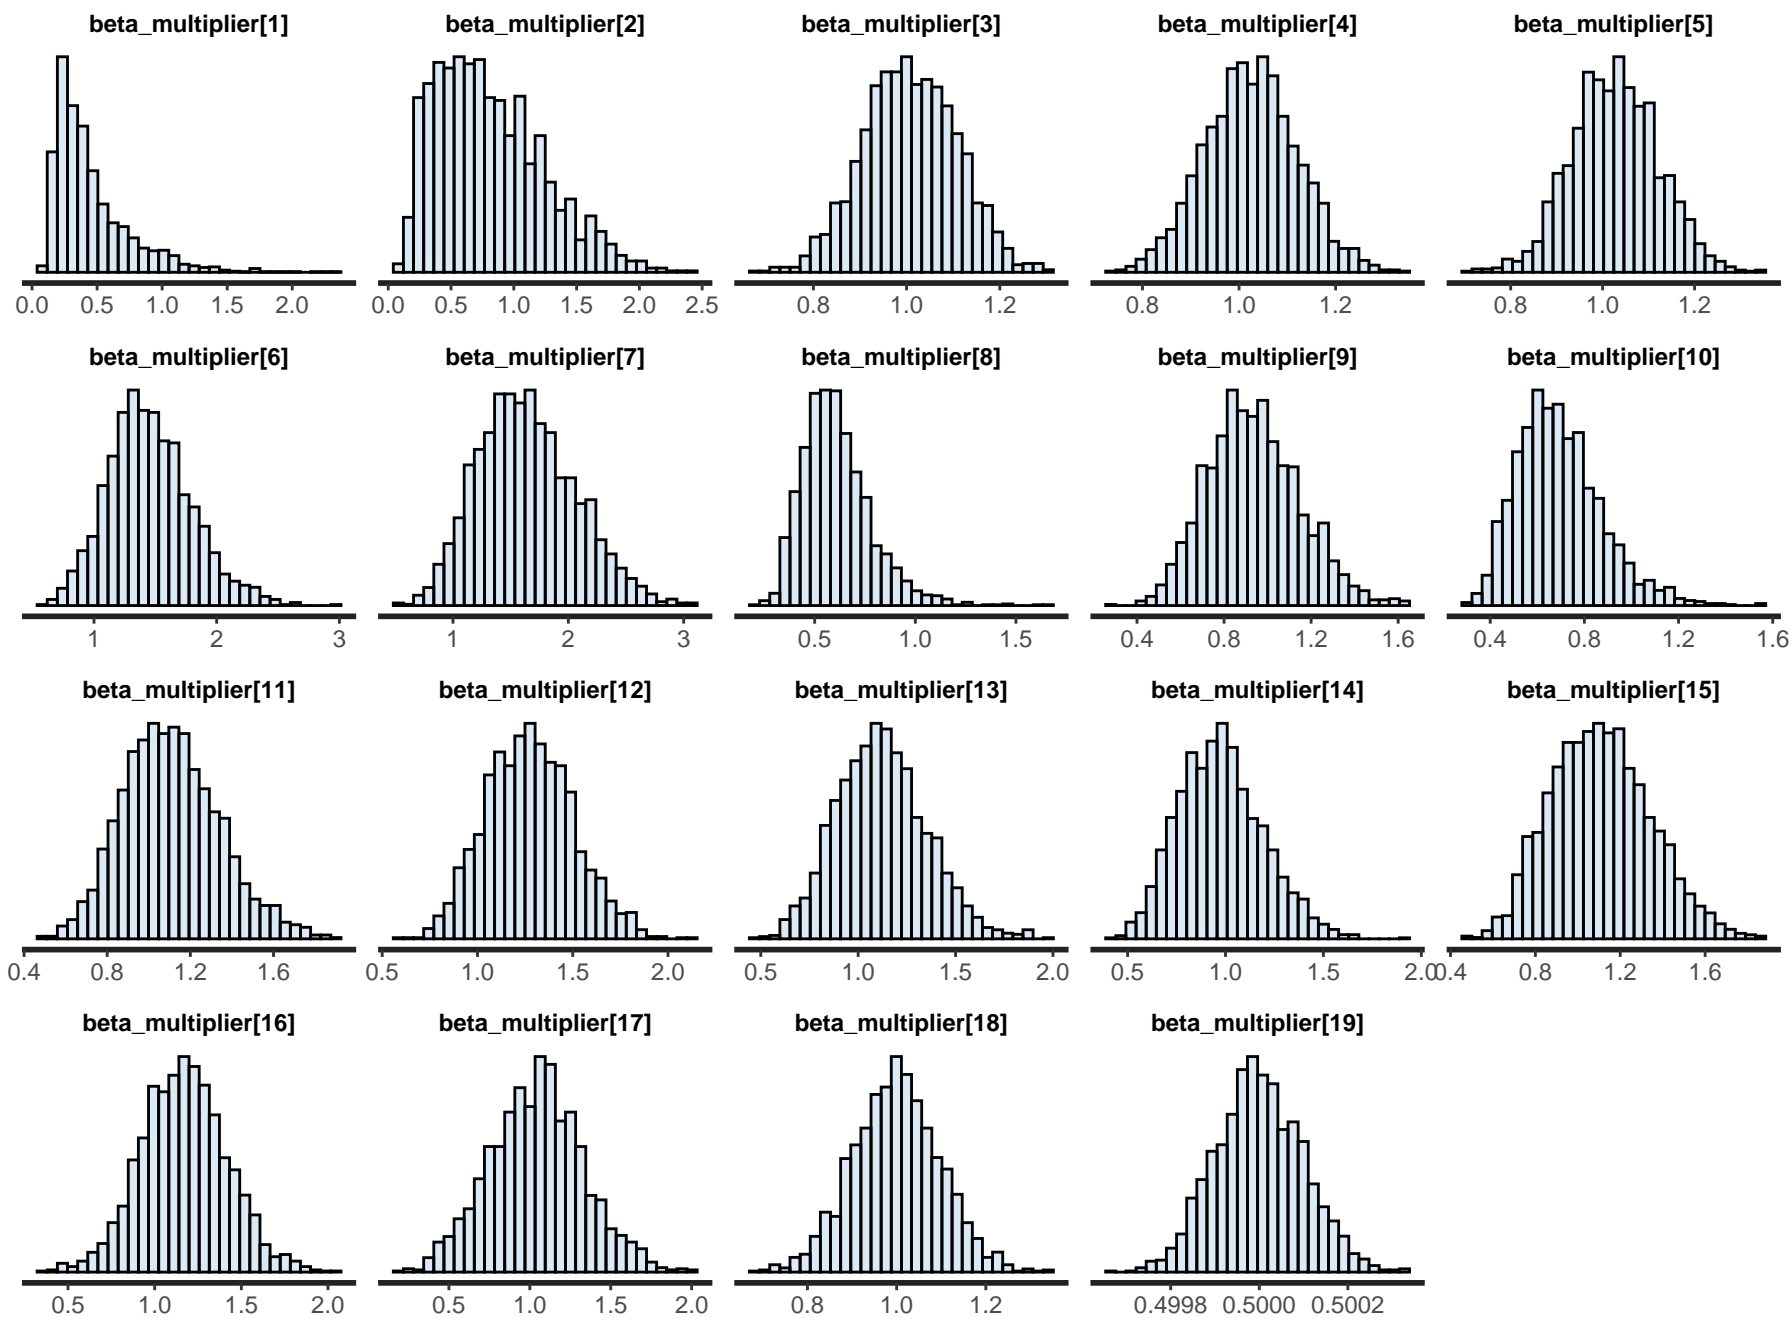 beta_multiplier[1] beta_multiplier[2] beta_multiplier[3] beta_multiplier[4] beta_multiplier[5]
0.0 0.5 1.0 1.5 2.0 0.0 0.5 1.0 1.5 2.0 2.5 0.8 1.0 1.2 0.8 1.0 1.2 0.8 1.0 1.2
beta_multiplier[6] beta_multiplier[7] beta_multiplier[8] beta_multiplier[9] beta_multiplier[10]
1 2 3 1 2 3 0.5 1.0 1.5 0.4 0.8 1.2 1.6 0.4 0.8 1.2 1.6
beta_multiplier[11] beta_multiplier[12] beta_multiplier[13] beta_multiplier[14] beta_multiplier[15]
0.4 0.8 1.2 1.6 0.5 1.0 1.5 2.0 0.5 1.0 1.5 2.0 0.5 1.0 1.5 2.0 0.4 0.8 1.2 1.6
beta_multiplier[16] beta_multiplier[17] beta_multiplier[18] beta_multiplier[19]
0.5 1.0 1.5 2.0 0.5 1.0 1.5 2.0 0.8 1.0 1.2 0.4998 0.5000 0.5002